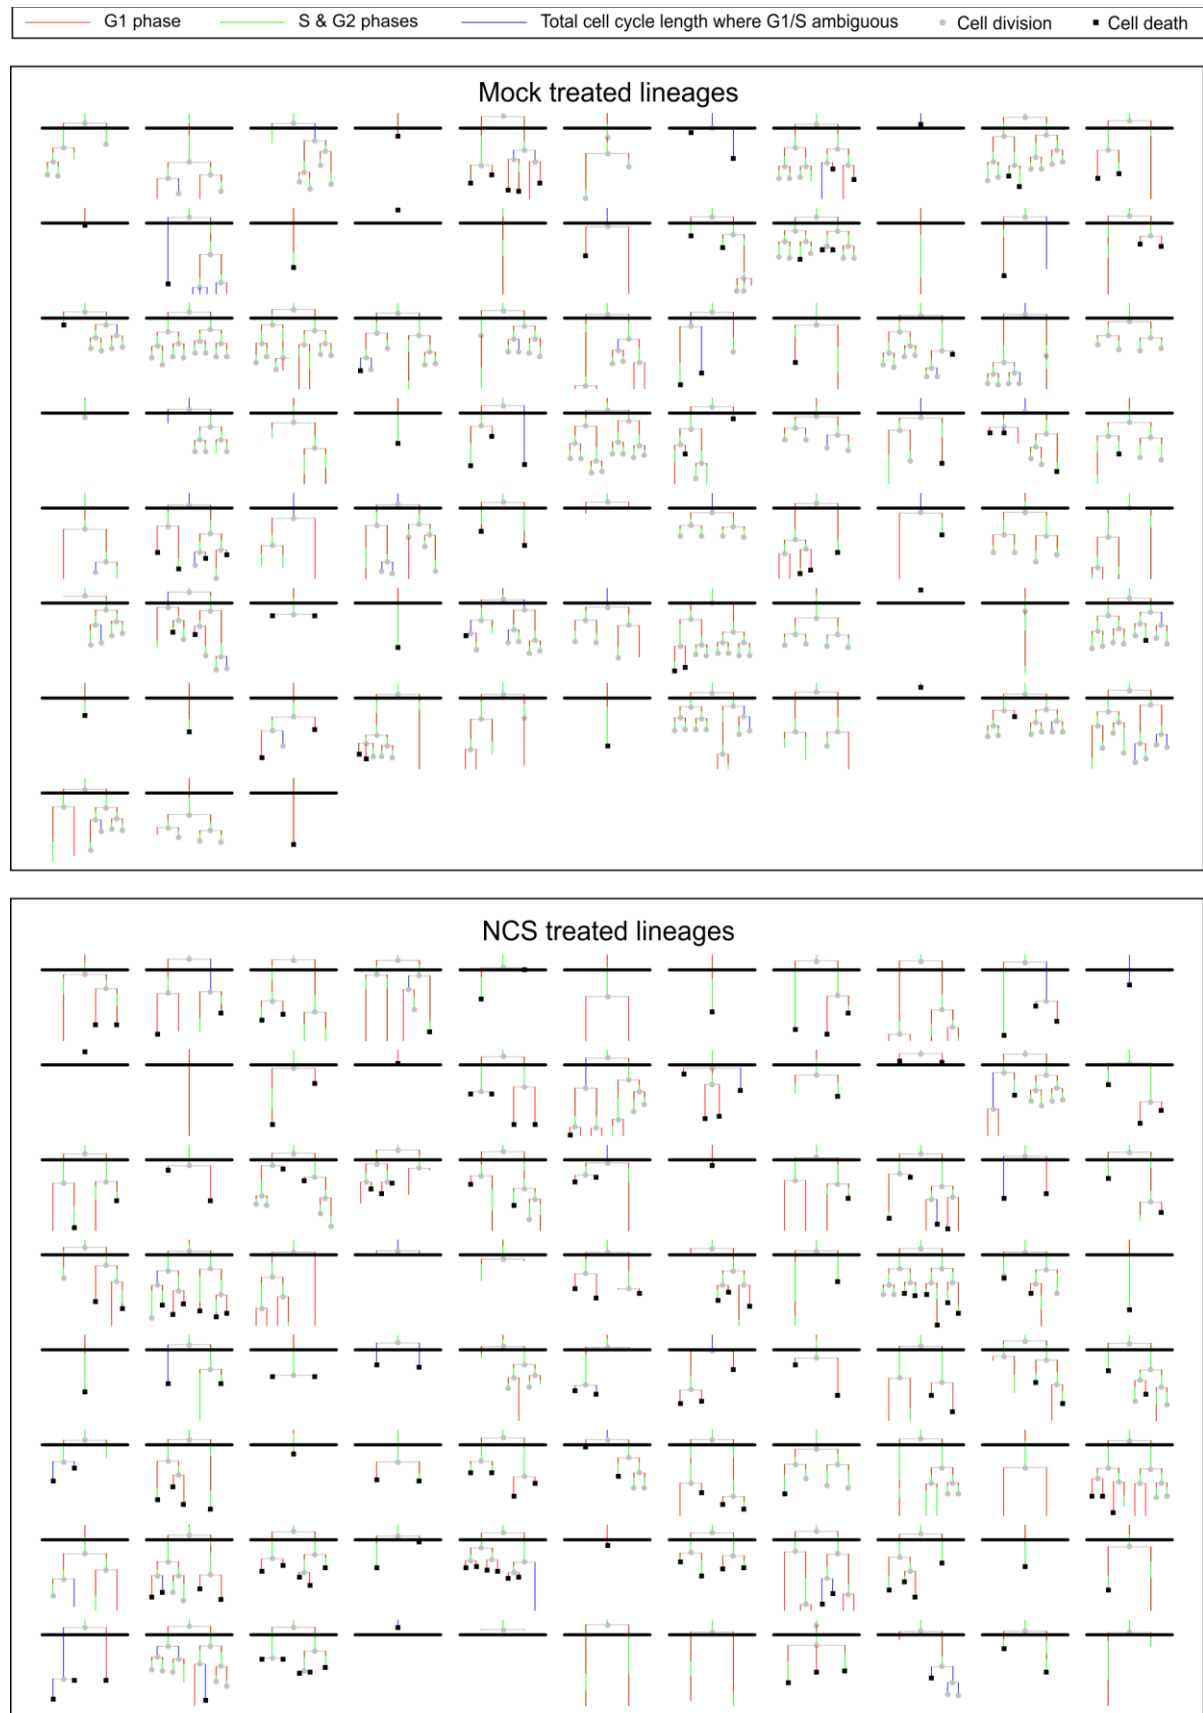 G1 phase S & G2 phases Total cell cycle length where G1/S ambiguous Cell division Cell death
Mock treated lineages
NCS treated lineages